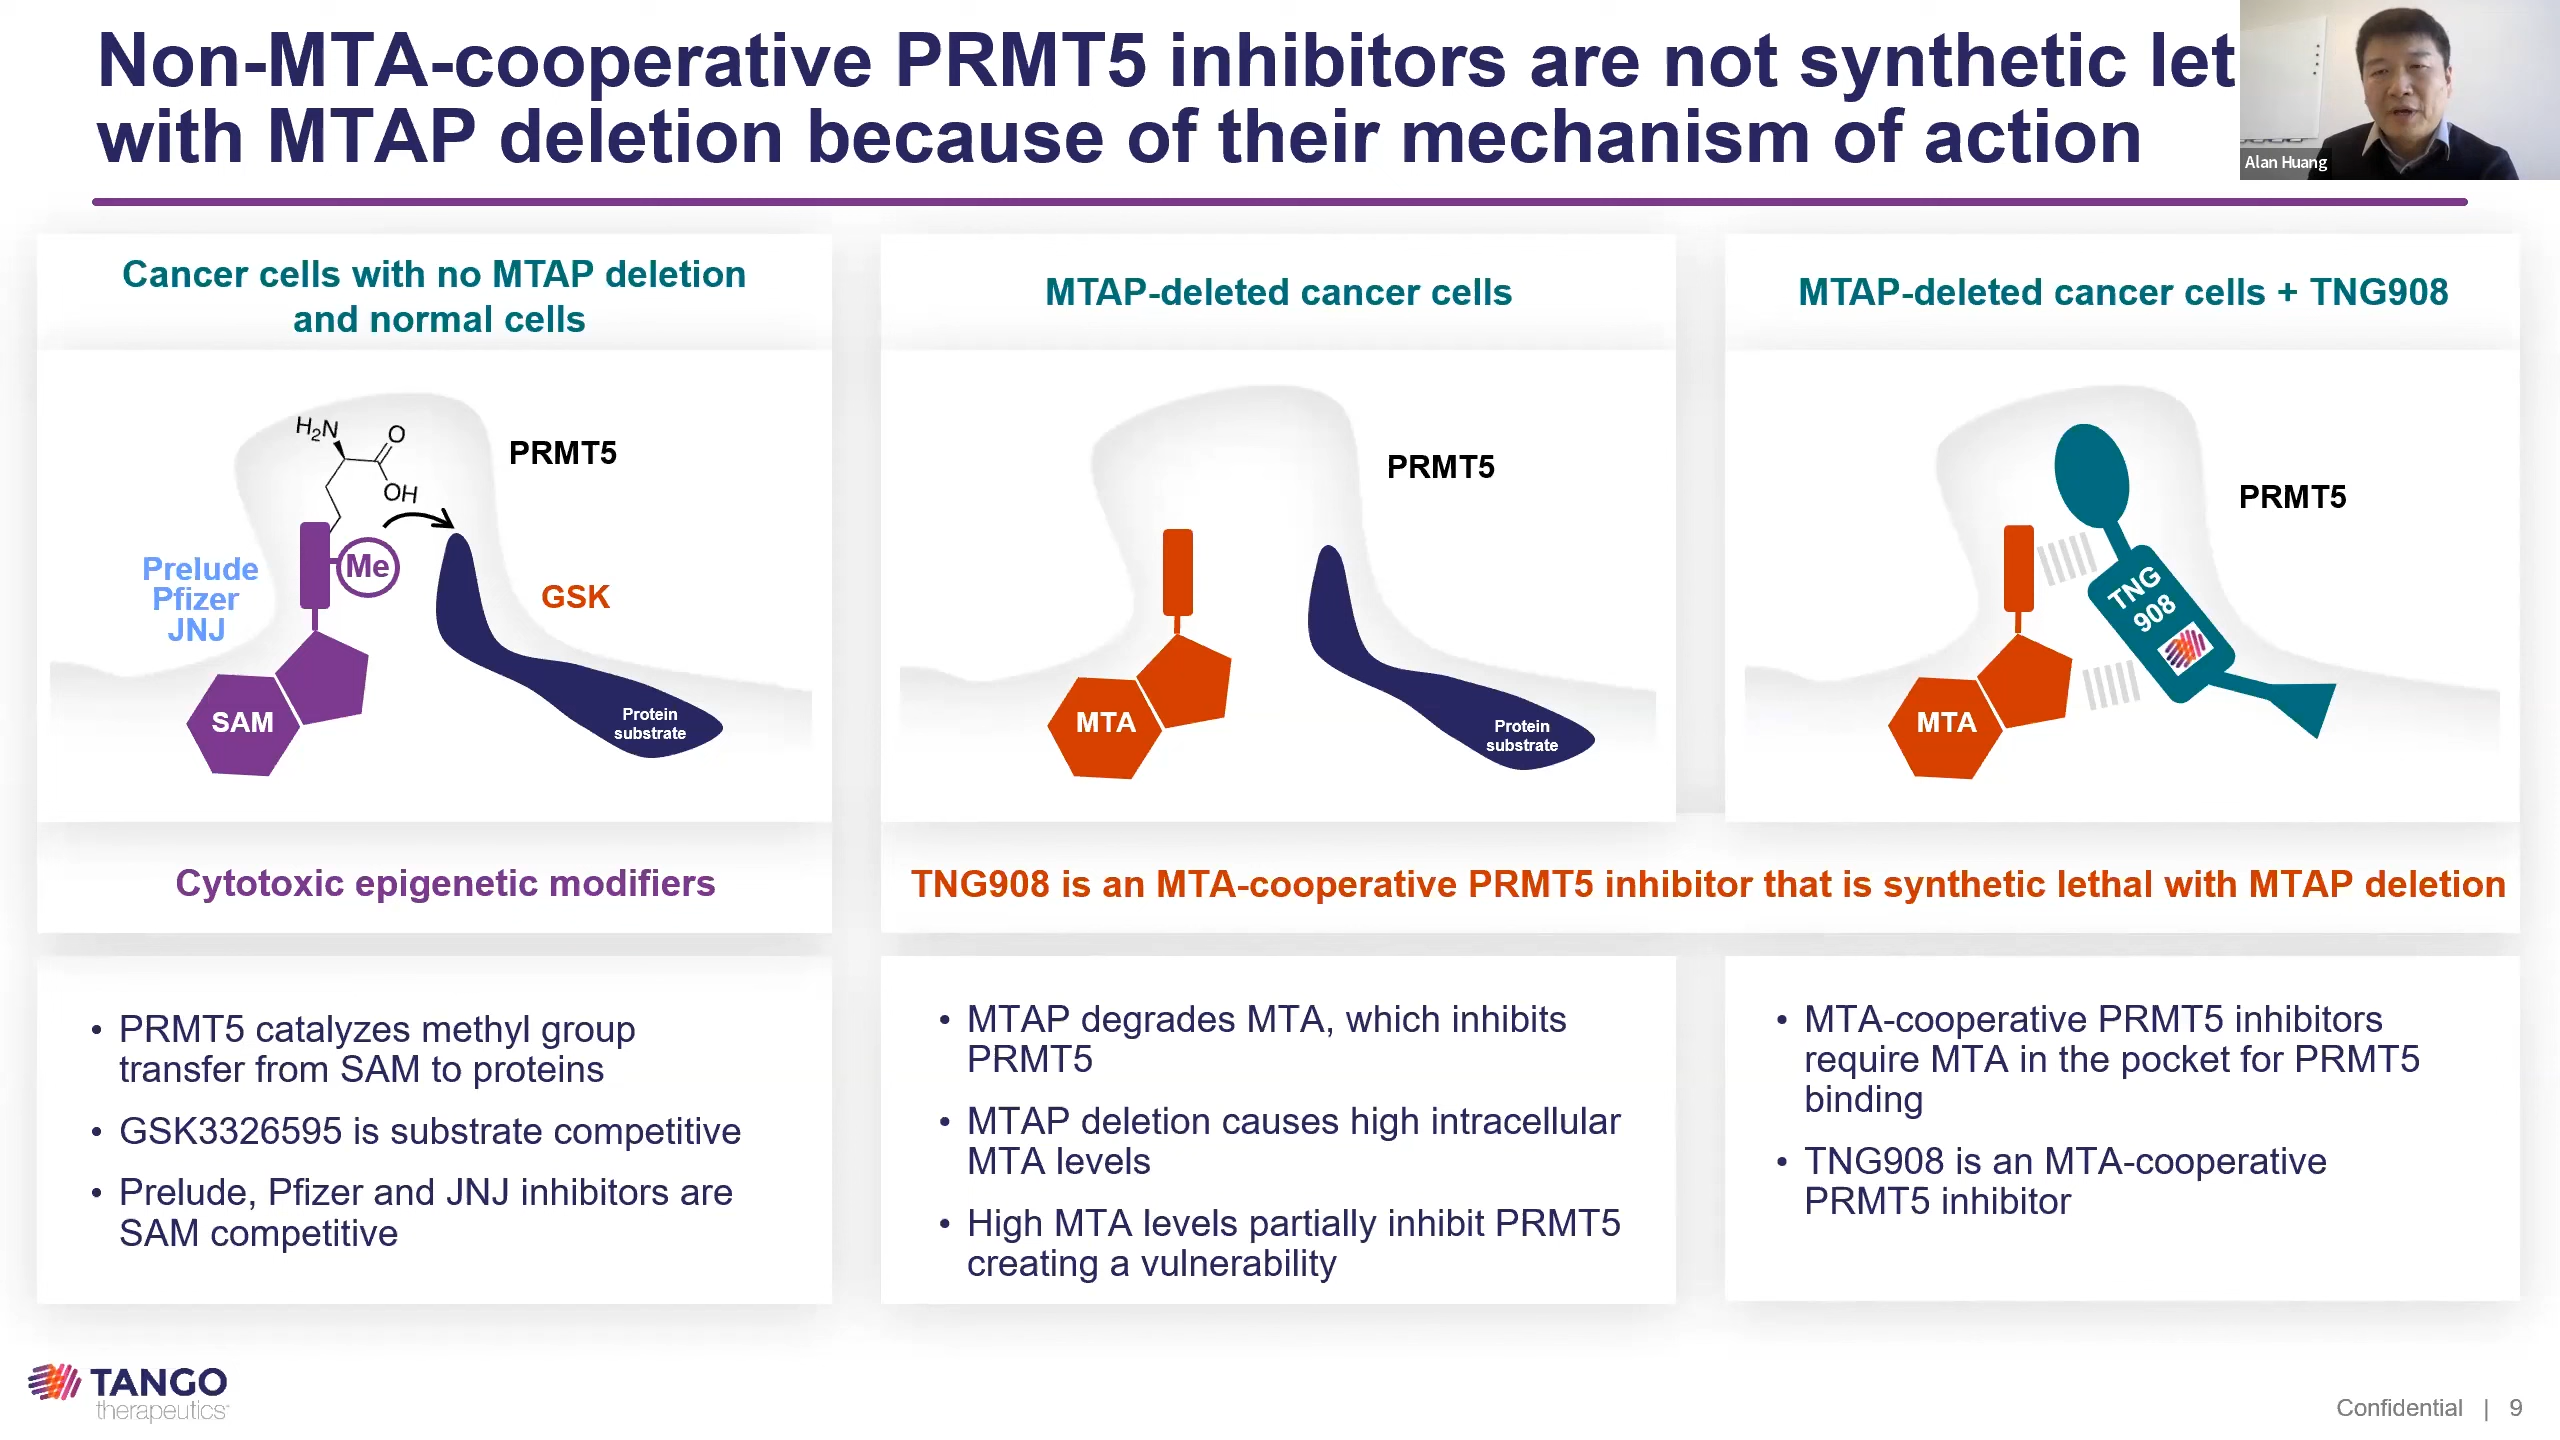 Non-MTA-cooperative PRMT5 inhibitors are not synthetic let
with MTAP deletion because of their mechanism of action
Alan Huang
Cancer cells with no MTAP deletion
and normal cells
H2N
O
OH
PRMT5
Me
Prelude
Pfizer
JNJ
GSK
SAM
Protein
substrate
MTAP-deleted cancer cells
PRMT5
MTA
Protein
substrate
MTAP-deleted cancer cells + TNG908
PRMT5
TNG
908
MTA
Cytotoxic epigenetic modifiers
TNG908 is an MTA-cooperative PRMT5 inhibitor that is synthetic lethal with MTAP deletion
• PRMT5 catalyzes methyl group
transfer from SAM to proteins
• GSK3326595 is substrate competitive
• Prelude, Pfizer and JNJ inhibitors are
SAM competitive
• MTAP degrades MTA, which inhibits
PRMT5
• MTAP deletion causes high intracellular
MTA levels
• High MTA levels partially inhibit PRMT5
creating a vulnerability
• MTA-cooperative PRMT5 inhibitors
require MTA in the pocket for PRMT5
binding
• TNG908 is an MTA-cooperative
PRMT5 inhibitor
TANGO
therapeutics
Confidential | 9